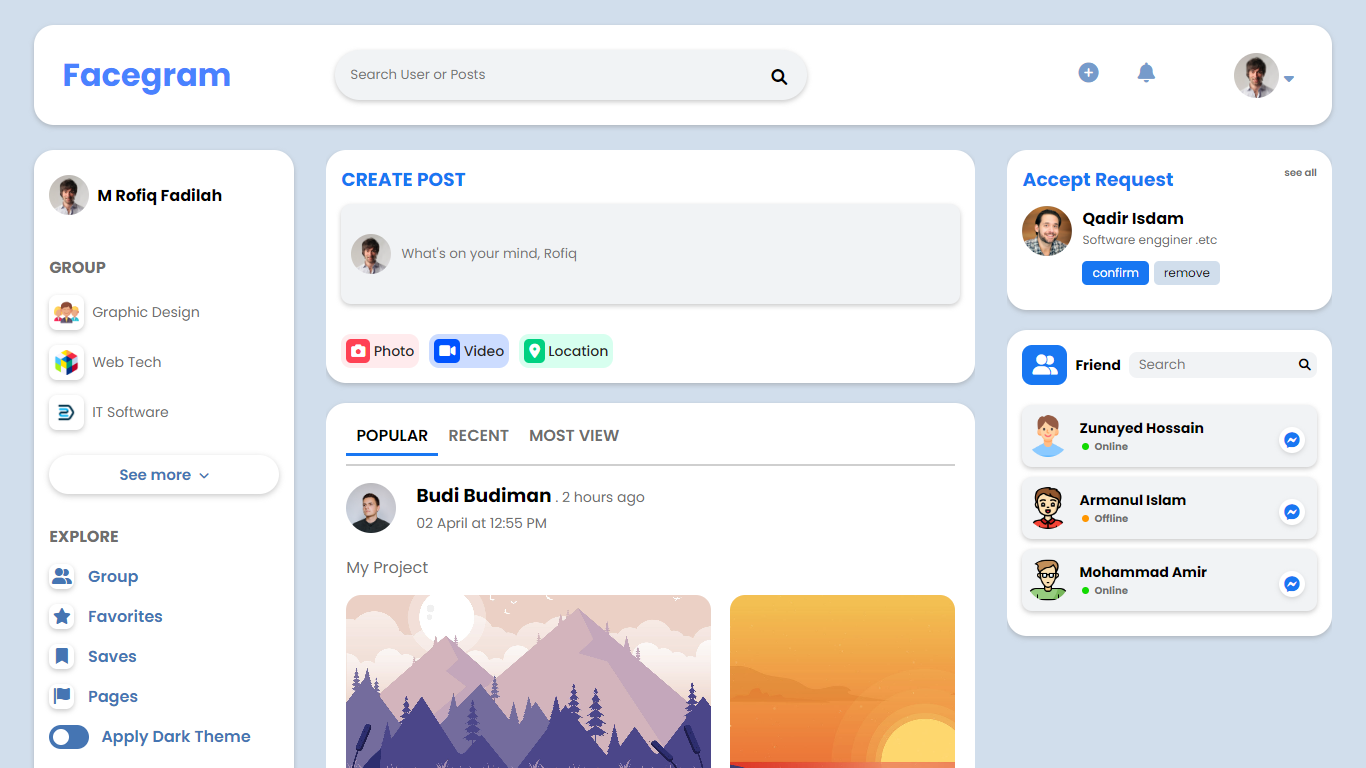 Facegram
Search User or Posts
M Rofiq Fadilah
GROUP
Graphic Design
Web Tech
IT Software
See more
EXPLORE
Group
Favorites
Saves
Pages
Apply Dark Theme
CREATE POST
What's on your mind, Rofiq
Photo Video Location
POPULAR RECENT MOST VIEW
Budi Budiman . 2 hours ago
02 April at 12:55 PM
My Project
Accept Request see all
Qadir Isdam
Software engginer .etc
confirm remove
Friend Search
Zunayed Hossain
Online
Armanul Islam
Offline
Mohammad Amir
Online